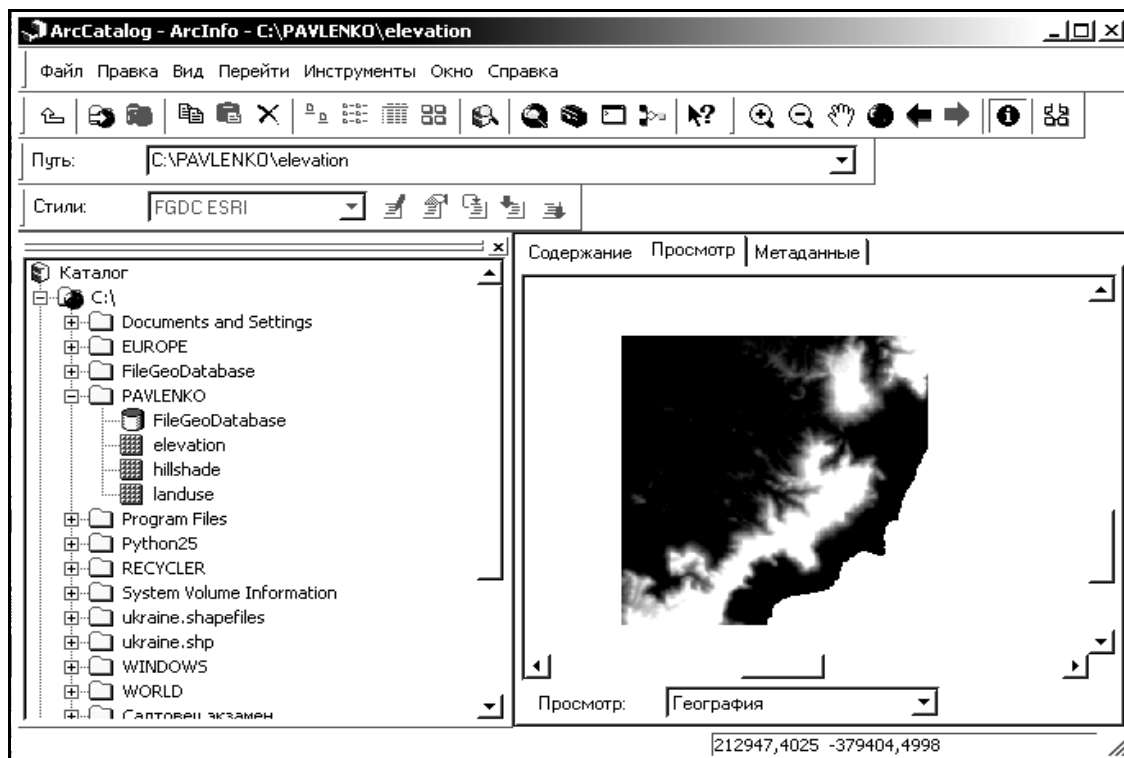 ArcCatalog - ArcInfo - C:\PAVLENKO\elevation
Файл Правка Вид Перейти Инструменты Окно Справка
Путь: C:\PAVLENKO\elevation
Стили: FGDC ESRI
Каталог
C:\
Documents and Settings
EUROPE
FileGeoDatabase
PAVLENKO
FileGeoDatabase
elevation
hillshade
landuse
Program Files
Python25
RECYCLER
System Volume Information
ukraine.shapefiles
ukraine.shp
WINDOWS
WORLD
Салтовец экзамен
Содержание Просмотр Метаданные
Просмотр: География
212947,4025 -379404,4998